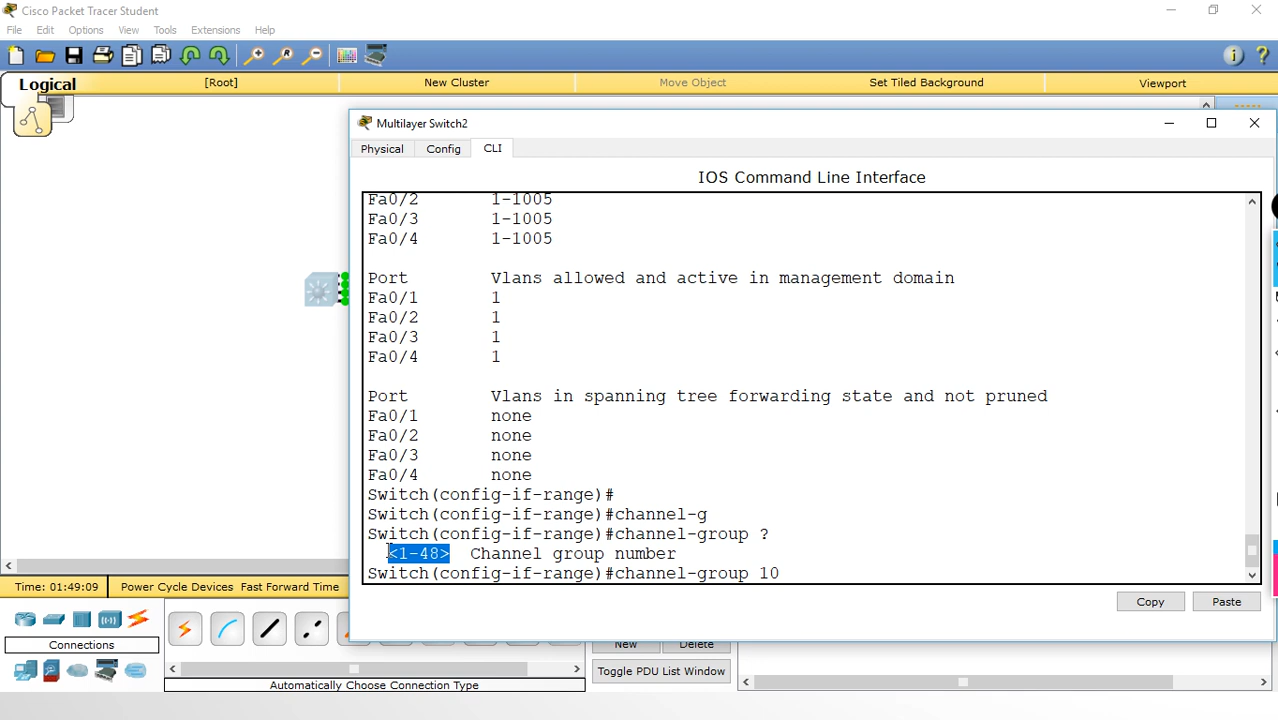 Cisco Packet Tracer Student
File Edit Options View Tools Extensions Help
Logical [Root] New Cluster Move Object Set Tiled Background Viewport
Multilayer Switch2
Physical Config CLI
IOS Command Line Interface
Fa0/2 1-1005
Fa0/3 1-1005
Fa0/4 1-1005
Port Vlans allowed and active in management domain
Fa0/1 1
Fa0/2 1
Fa0/3 1
Fa0/4 1
Port Vlans in spanning tree forwarding state and not pruned
Fa0/1 none
Fa0/2 none
Fa0/3 none
Fa0/4 none
Switch(config-if-range)#
Switch(config-if-range)#channel-g
Switch(config-if-range)#channel-group ?
<1-48> Channel group number
Switch(config-if-range)#channel-group 10
Copy Paste
Time: 01:49:09 Power Cycle Devices Fast Forward Time
Connections
New Delete
Toggle PDU List Window
Automatically Choose Connection Type